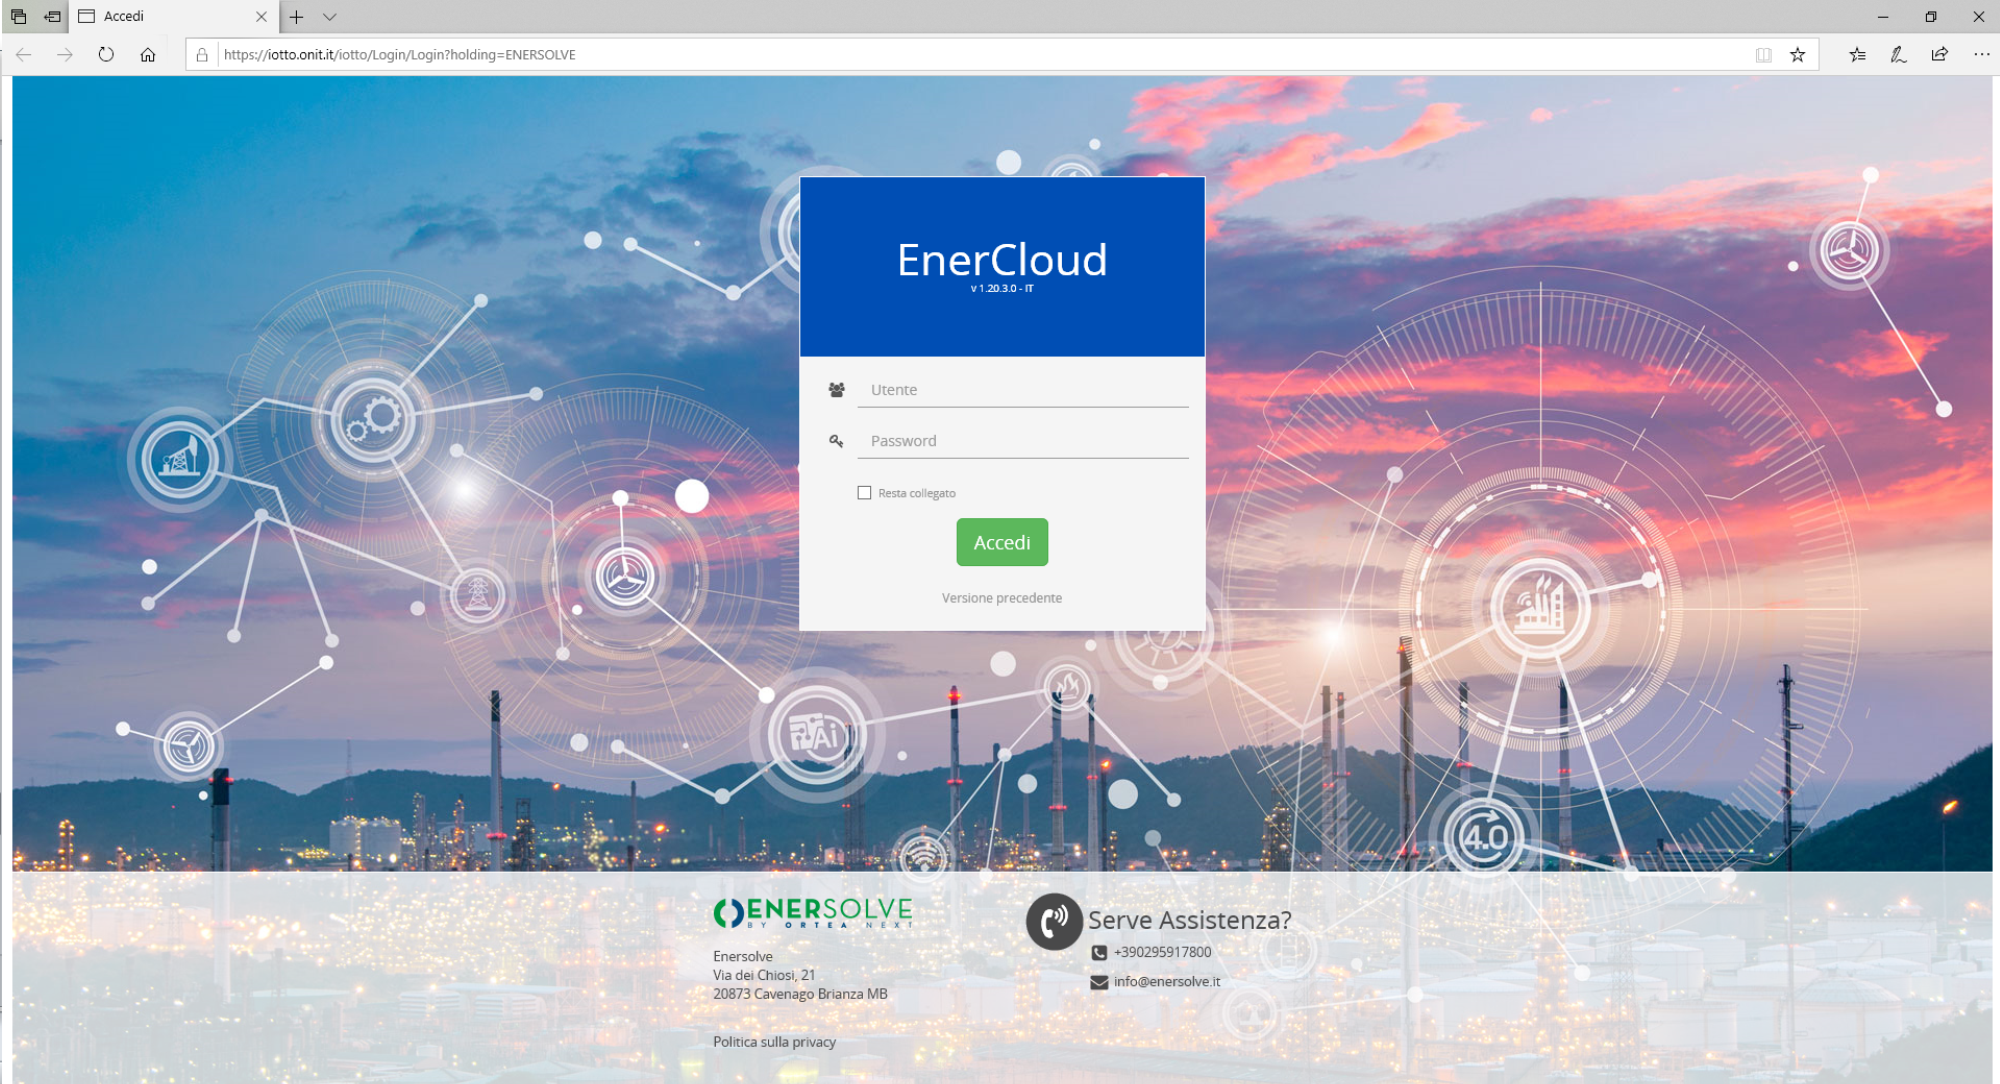 Accedi
https://iotto.onit.it/iotto/Login/Login?holding=ENERSOLVE
EnerCloud
v 1.20.3.0 - IT
Utente
Password
Resta collegato
Accedi
Versione precedente
Ai
4.0
ENERSOLVE
BY ORTEA NEXT
Enersolve
Via dei Chiosi, 21
20873 Cavenago Brianza MB
Politica sulla privacy
Serve Assistenza?
+390295917800
info@enersolve.it